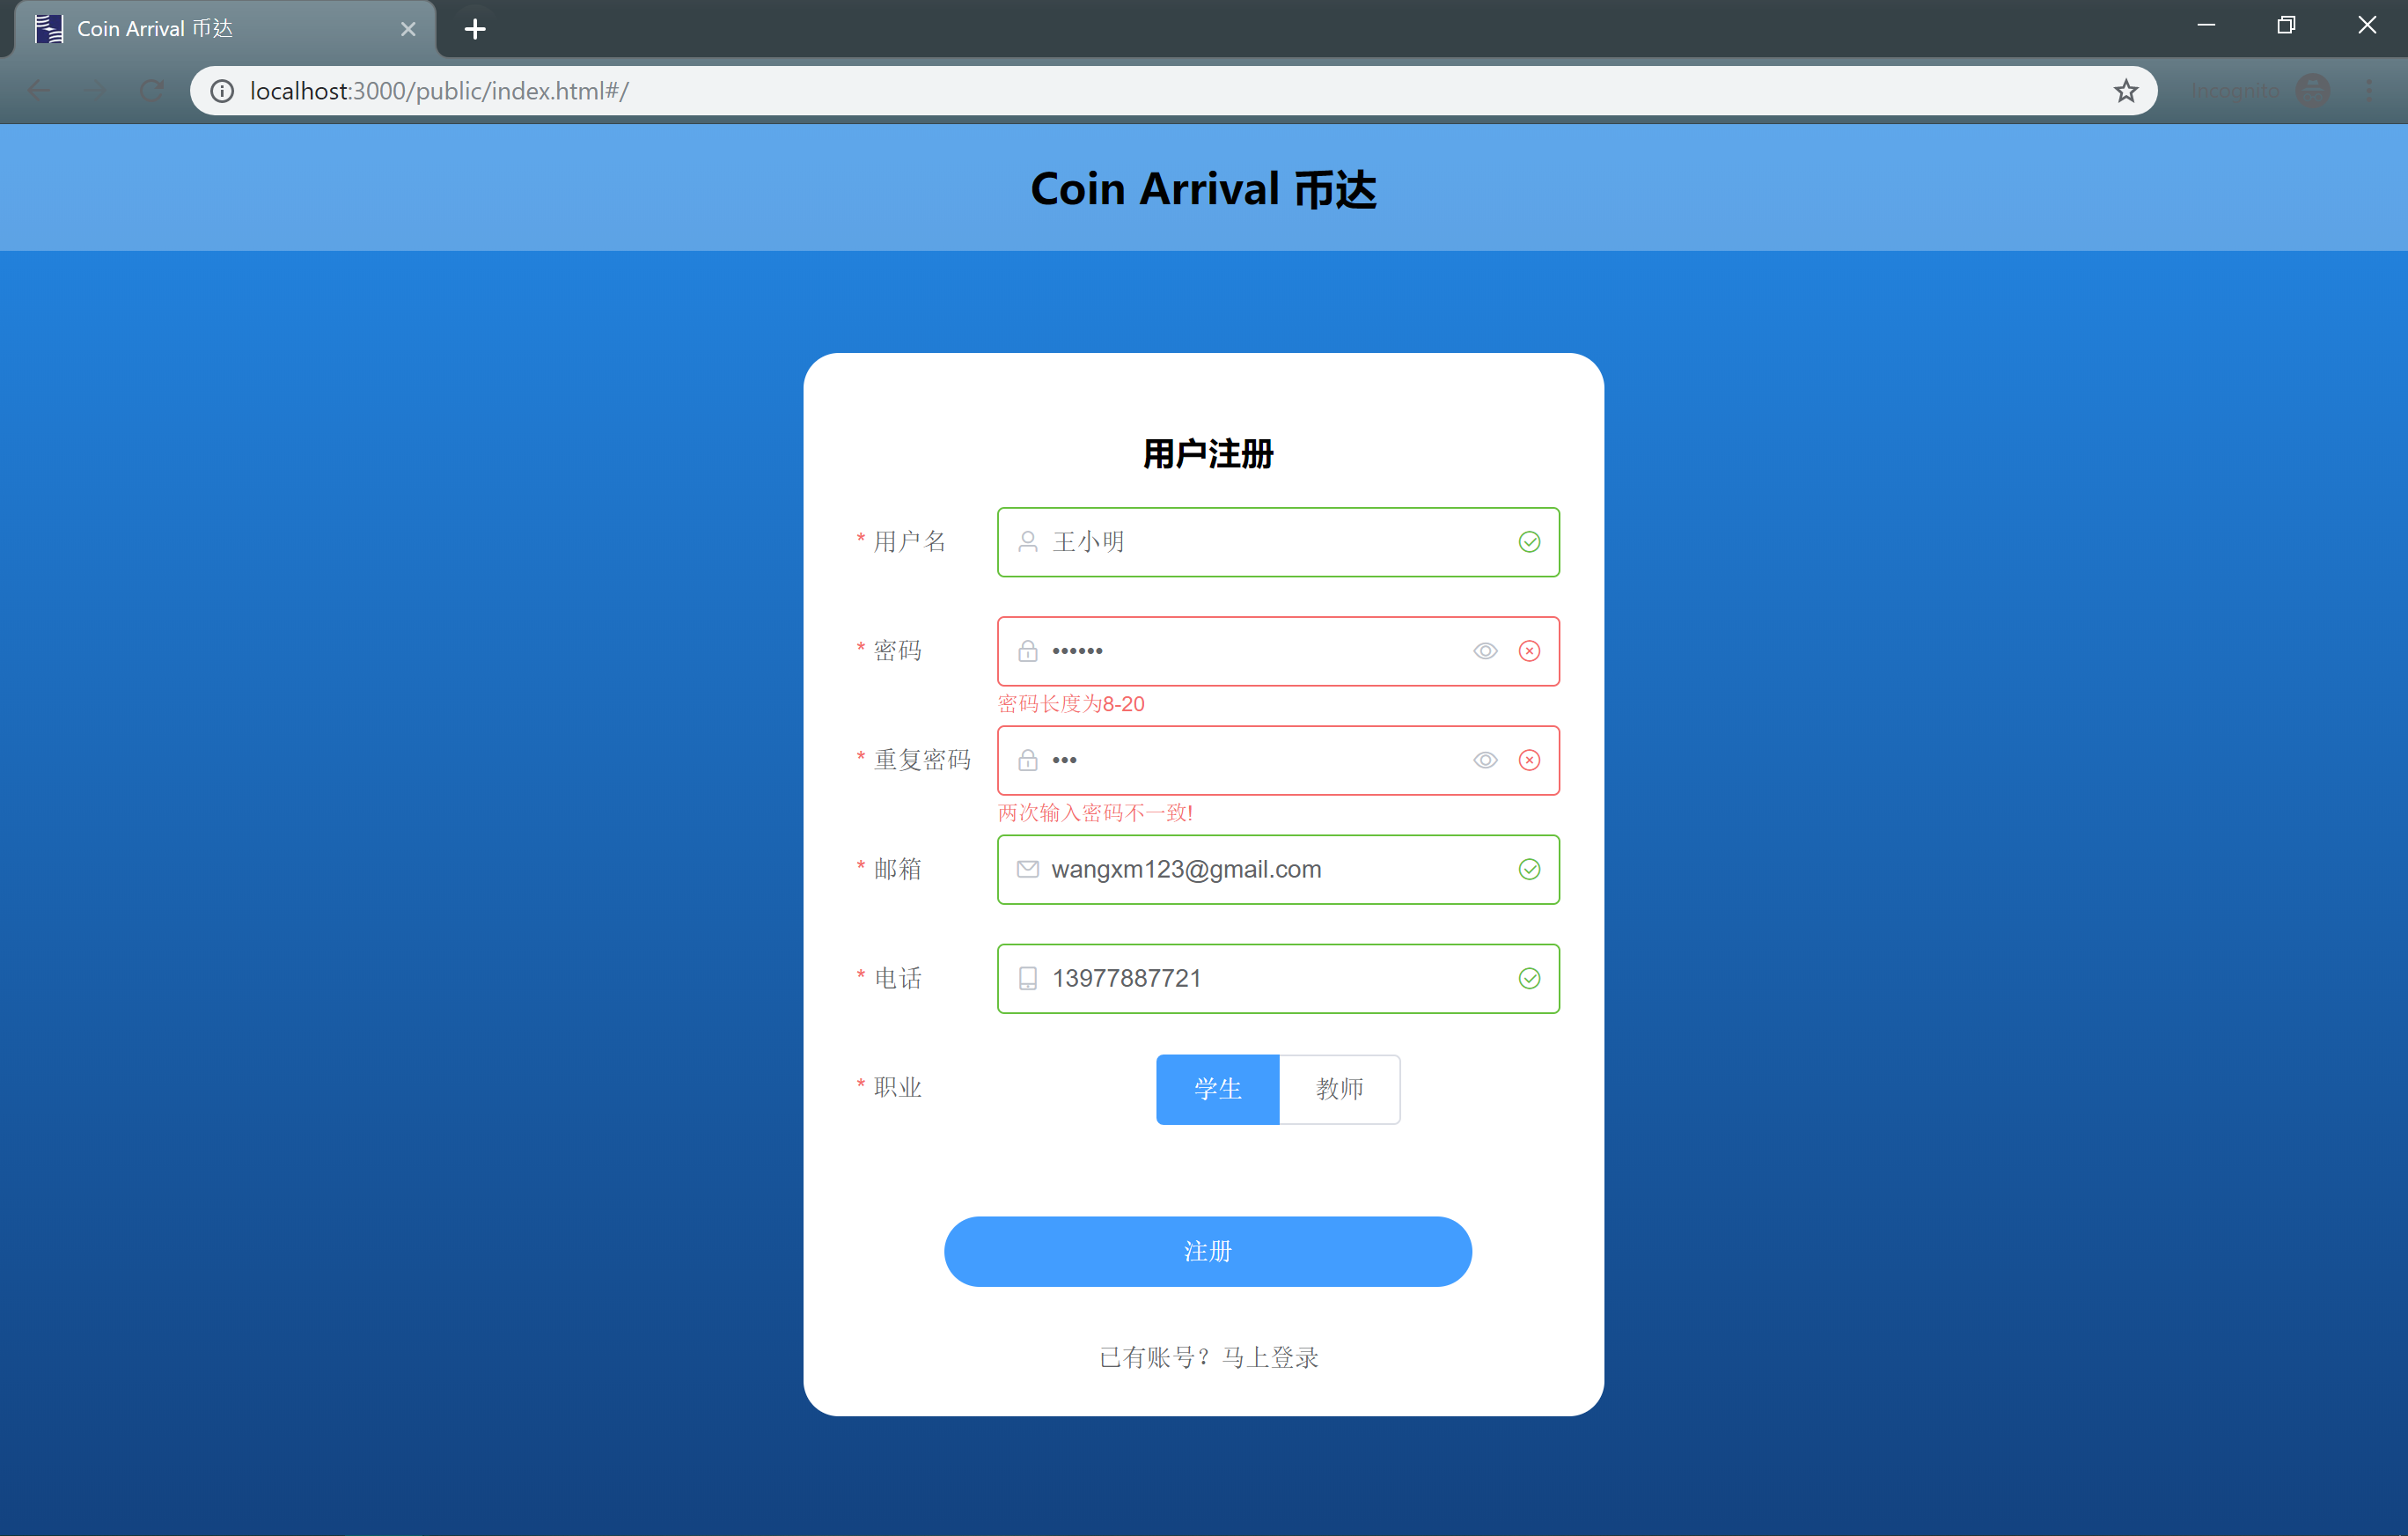 Coin Arrival 币达
localhost:3000/public/index.html#/
Incognito
Coin Arrival 币达
用户注册
* 用户名 王小明
* 密码 ••••••
密码长度为8-20
* 重复密码 •••
两次输入密码不一致!
* 邮箱 wangxm123@gmail.com
* 电话 13977887721
* 职业 学生 教师
注册
已有账号？马上登录